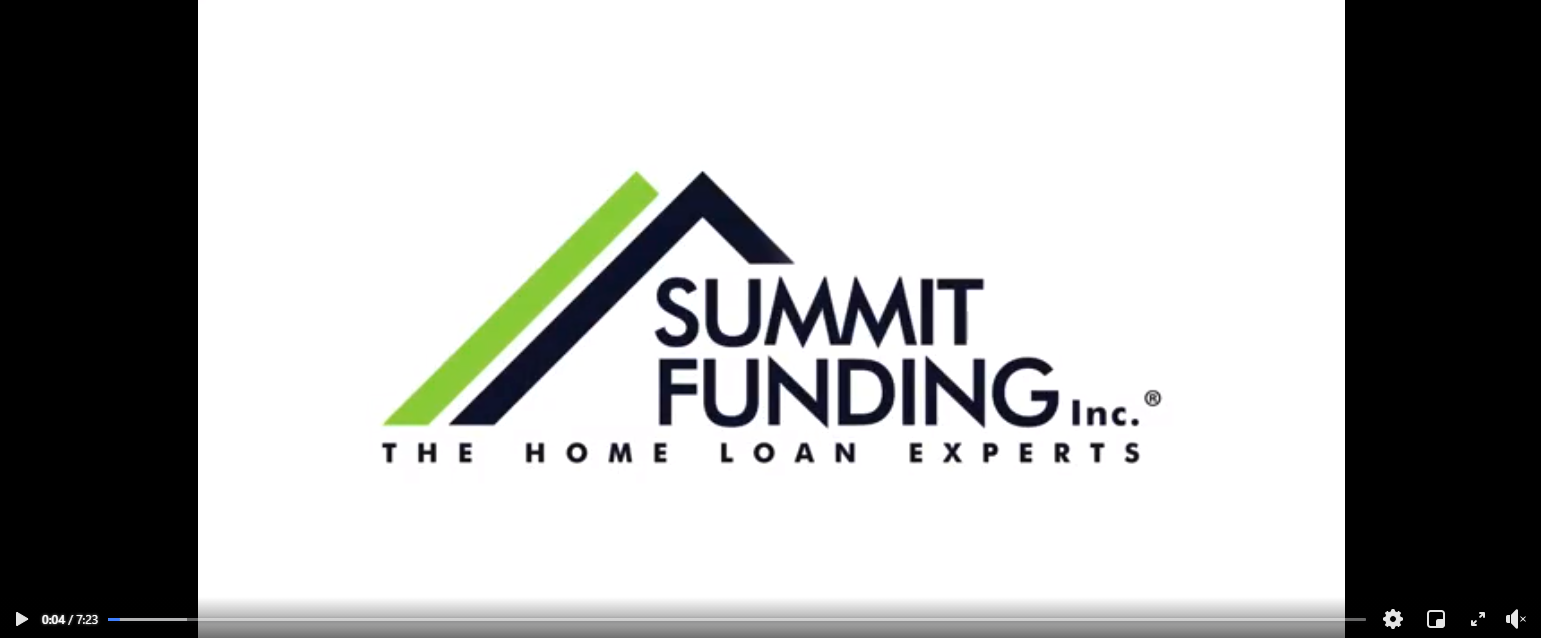 SUMMIT
FUNDING Inc.®
THE HOME LOAN EXPERTS
0:04 / 7:23